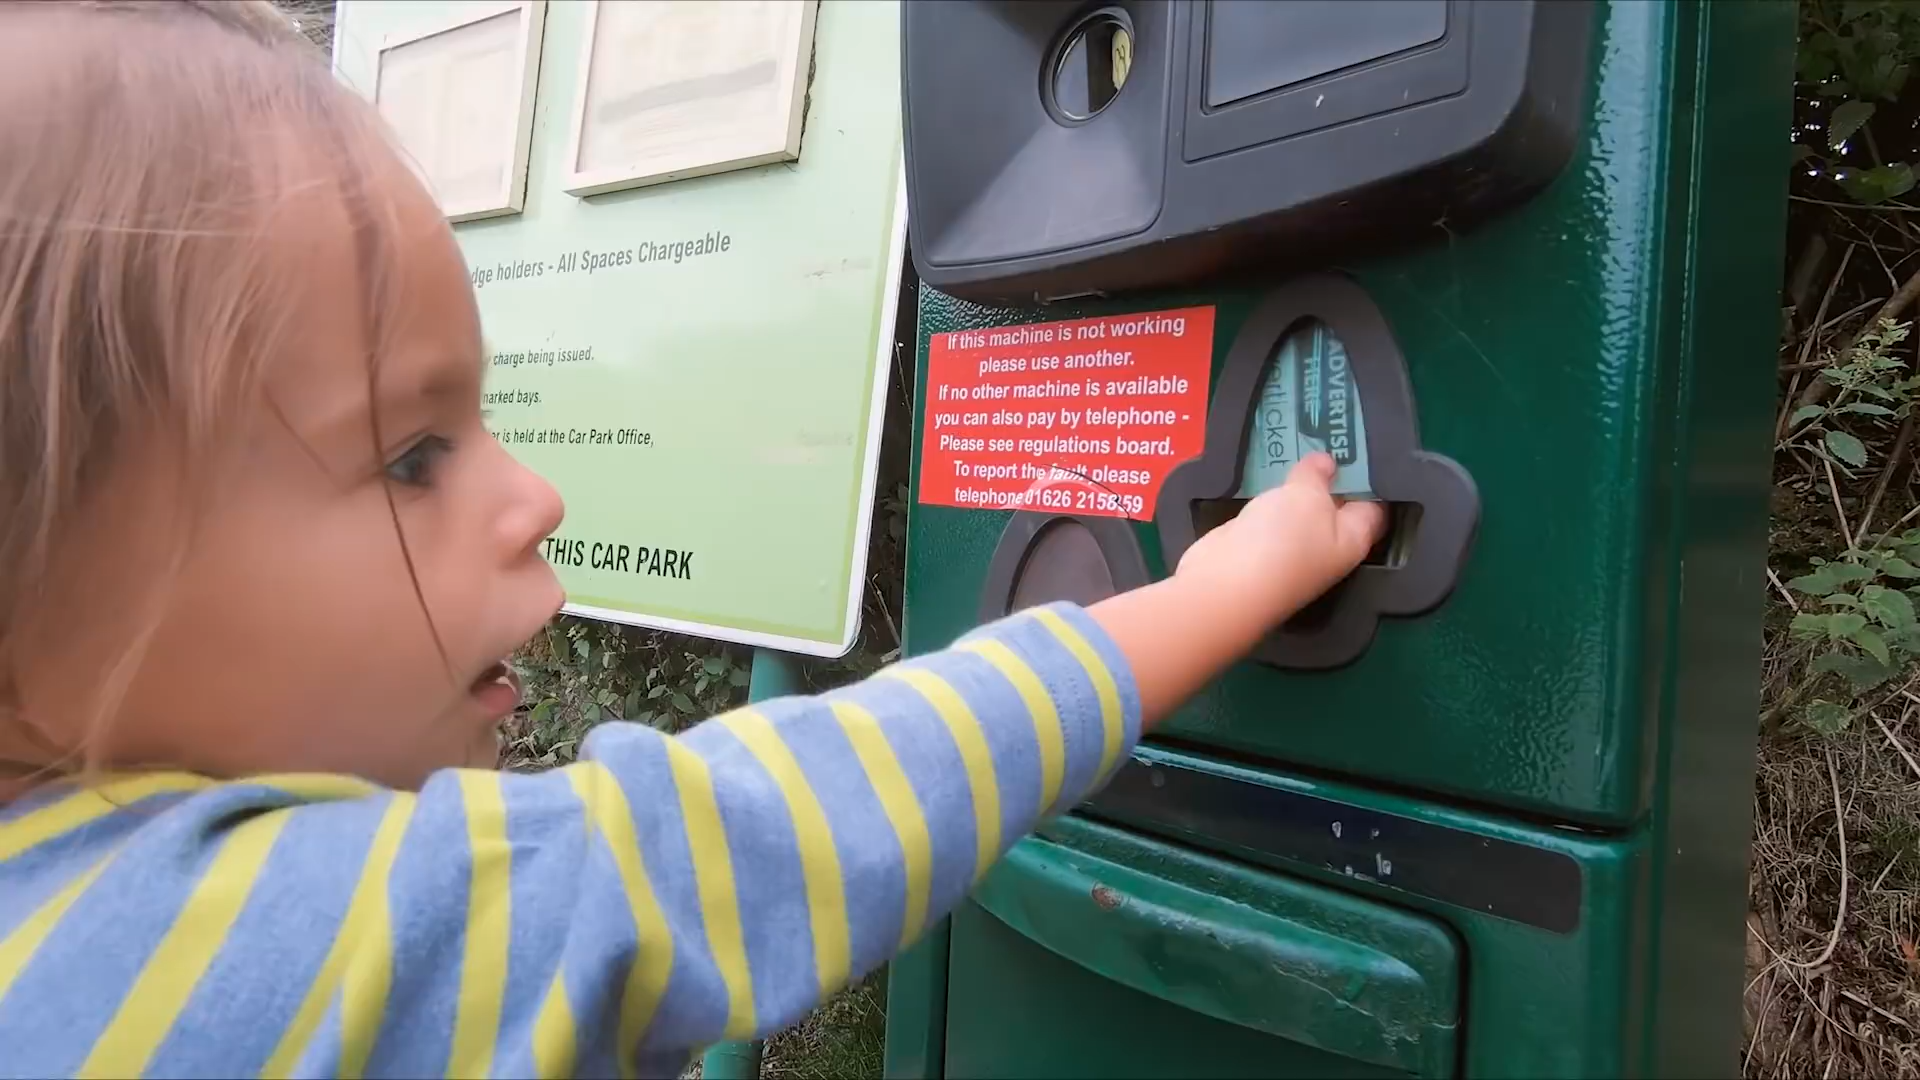 dge holders - All Spaces Chargeable
charge being issued.
marked bays.
er is held at the Car Park Office,
THIS CAR PARK
If this machine is not working
please use another.
If no other machine is available
you can also pay by telephone -
Please see regulations board.
To report the fault please
telephone 01626 215859
ADVERTISE
HERE
ticket